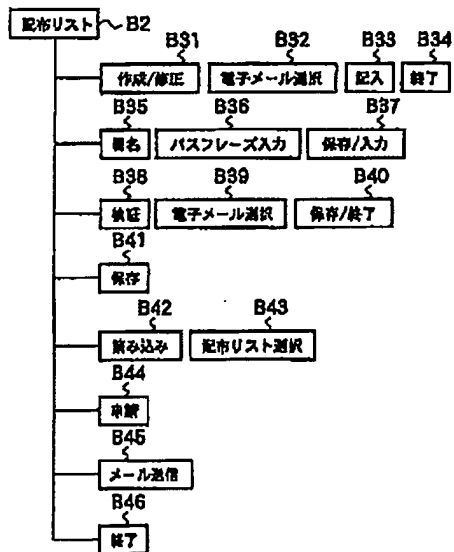 配布リスト B2
B31 B32 B33 B34
作成/修正 電子メール選択 記入 終了
B35 B36 B37
署名 パスフレーズ入力 保存/入力
B38 B39 B40
検証 電子メール選択 保存/終了
B41
保存
B42 B43
読み込み 配布リスト選択
B44
申請
B45
メール送信
B46
終了